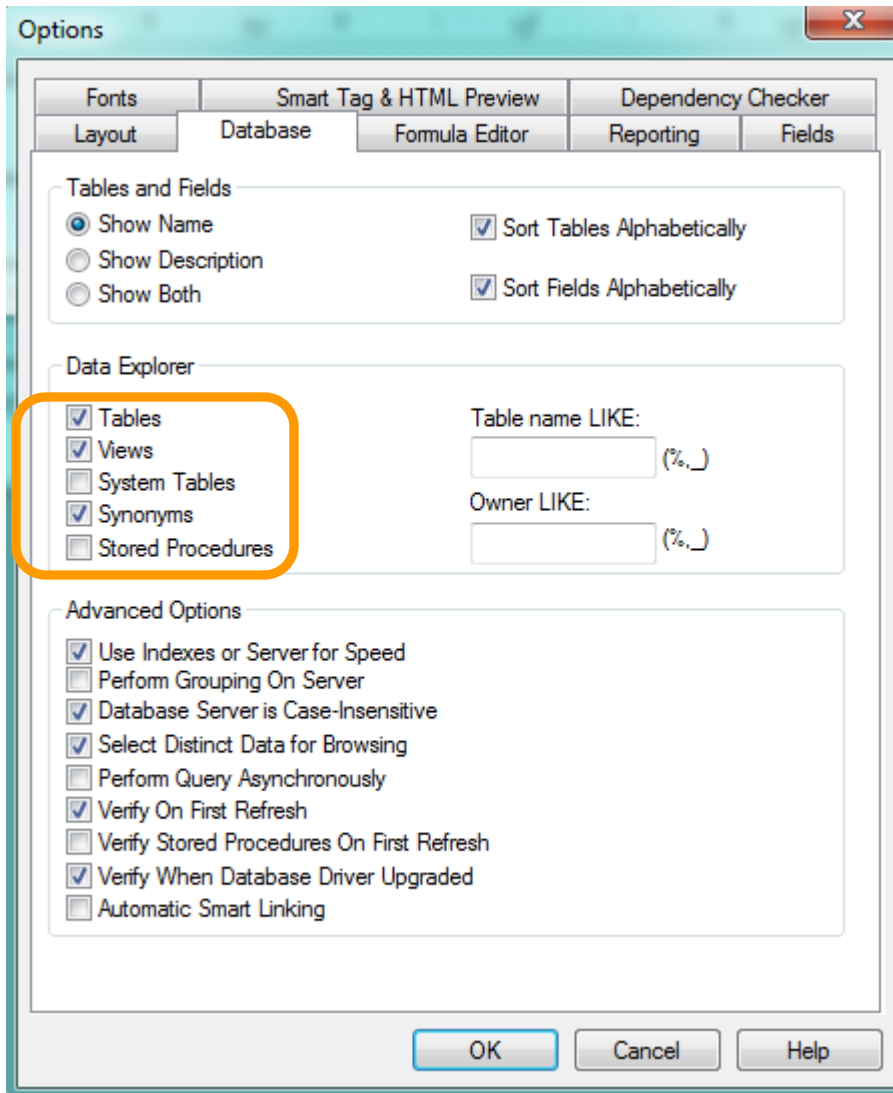 Options
Fonts
Smart Tag & HTML Preview
Dependency Checker
Layout
Database
Formula Editor
Reporting
Fields
Tables and Fields
Show Name
Show Description
Show Both
Sort Tables Alphabetically
Sort Fields Alphabetically
Data Explorer
Tables
Views
System Tables
Synonyms
Stored Procedures
Table name LIKE:
(%,_)
Owner LIKE:
(%,_)
Advanced Options
Use Indexes or Server for Speed
Perform Grouping On Server
Database Server is Case-Insensitive
Select Distinct Data for Browsing
Perform Query Asynchronously
Verify On First Refresh
Verify Stored Procedures On First Refresh
Verify When Database Driver Upgraded
Automatic Smart Linking
OK
Cancel
Help